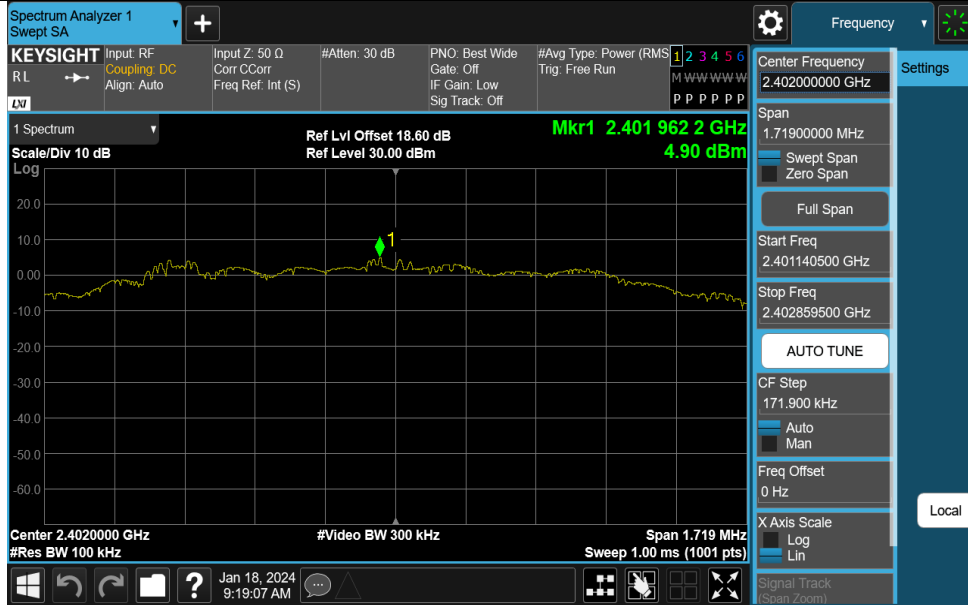 Spectrum Analyzer 1
Swept SA
+
Frequency
KEYSIGHT
R L
LXI
Input: RF
Coupling: DC
Align: Auto
Input Z: 50 Ω
Corr CCorr
Freq Ref: Int (S)
#Atten: 30 dB
PNO: Best Wide
Gate: Off
IF Gain: Low
Sig Track: Off
#Avg Type: Power (RMS
Trig: Free Run
1 2 3 4 5 6
M W W W W W
P P P P P P
1 Spectrum
Scale/Div 10 dB
Log
Ref Lvl Offset 18.60 dB
Ref Level 30.00 dBm
Mkr1 2.401 962 2 GHz
4.90 dBm
20.0
10.0
0.00
-10.0
-20.0
-30.0
-40.0
-50.0
-60.0
1
Center 2.4020000 GHz
#Res BW 100 kHz
#Video BW 300 kHz
Span 1.719 MHz
Sweep 1.00 ms (1001 pts)
Center Frequency
2.402000000 GHz
Span
1.71900000 MHz
Swept Span
Zero Span
Full Span
Start Freq
2.401140500 GHz
Stop Freq
2.402859500 GHz
AUTO TUNE
CF Step
171.900 kHz
Auto
Man
Freq Offset
0 Hz
X Axis Scale
Log
Lin
Signal Track
(Span Zoom)
Settings
Local
?
Jan 18, 2024
9:19:07 AM